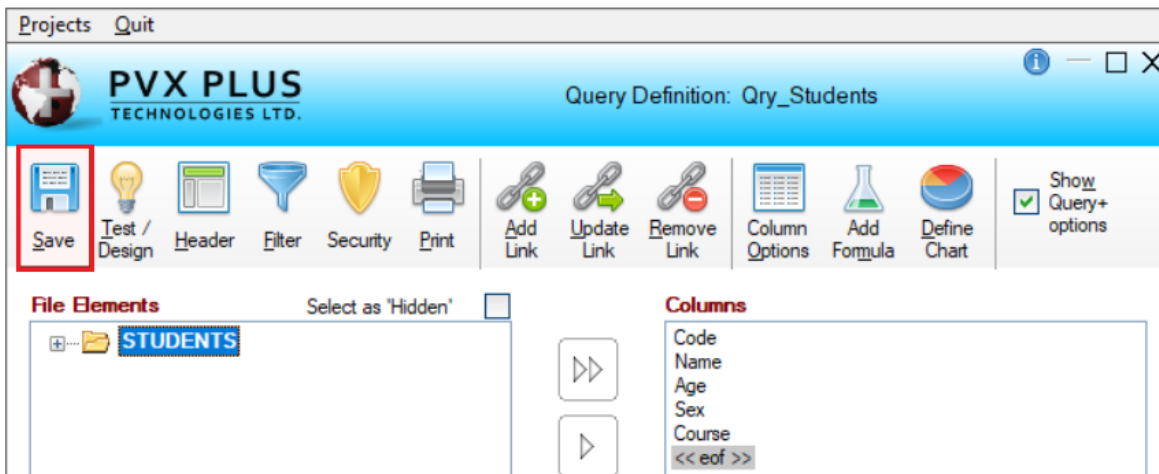 Projects Quit
PVX PLUS
TECHNOLOGIES LTD.
Query Definition: Qry_Students
Save
Test /
Design
Header
Filter
Security
Print
Add
Link
Update
Link
Remove
Link
Column
Options
Add
Formula
Define
Chart
Show
Query+
options
File Elements
Select as 'Hidden'
Columns
STUDENTS
Code
Name
Age
Sex
Course
<< eof >>